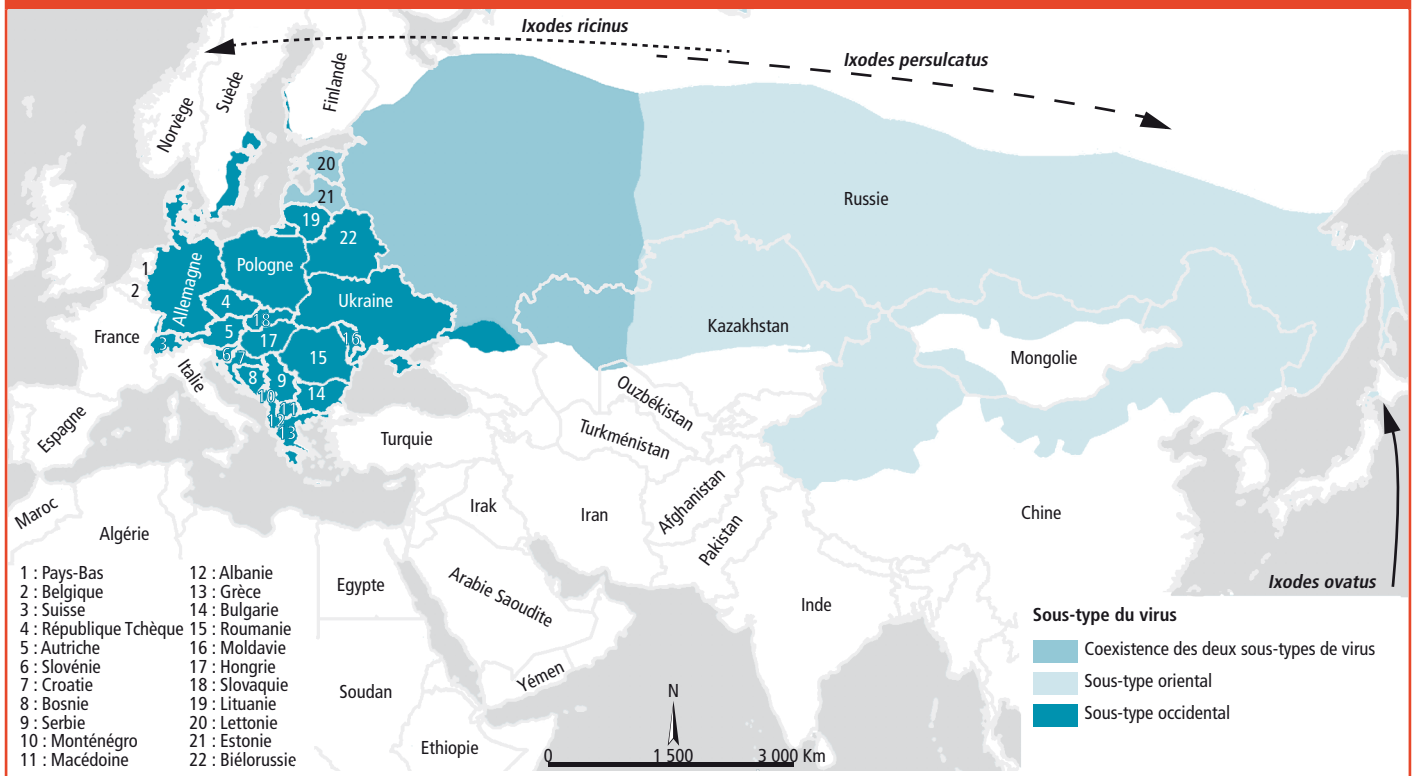 Ixodes ricinus
Ixodes persulcatus
Norvège
Suède
Finlande
20
21
19
22
Russie
1
2
Allemagne
Pologne
Ukraine
4
18
5
17
3
6
7
15
16
8
9
10
14
11
12
13
France
Italie
Espagne
Kazakhstan
Mongolie
Ouzbékistan
Turkménistan
Turquie
Afghanistan
Pakistan
Irak
Iran
Chine
Maroc
Algérie
Egypte
Arabie Saoudite
Inde
Yémen
Soudan
Ethiopie
Ixodes ovatus
1 : Pays-Bas
2 : Belgique
3 : Suisse
4 : République Tchèque
5 : Autriche
6 : Slovénie
7 : Croatie
8 : Bosnie
9 : Serbie
10 : Monténégro
11 : Macédoine
12 : Albanie
13 : Grèce
14 : Bulgarie
15 : Roumanie
16 : Moldavie
17 : Hongrie
18 : Slovaquie
19 : Lituanie
20 : Lettonie
21 : Estonie
22 : Biélorussie
N
0 1 500 3 000 Km
Sous-type du virus
Coexistence des deux sous-types de virus
Sous-type oriental
Sous-type occidental